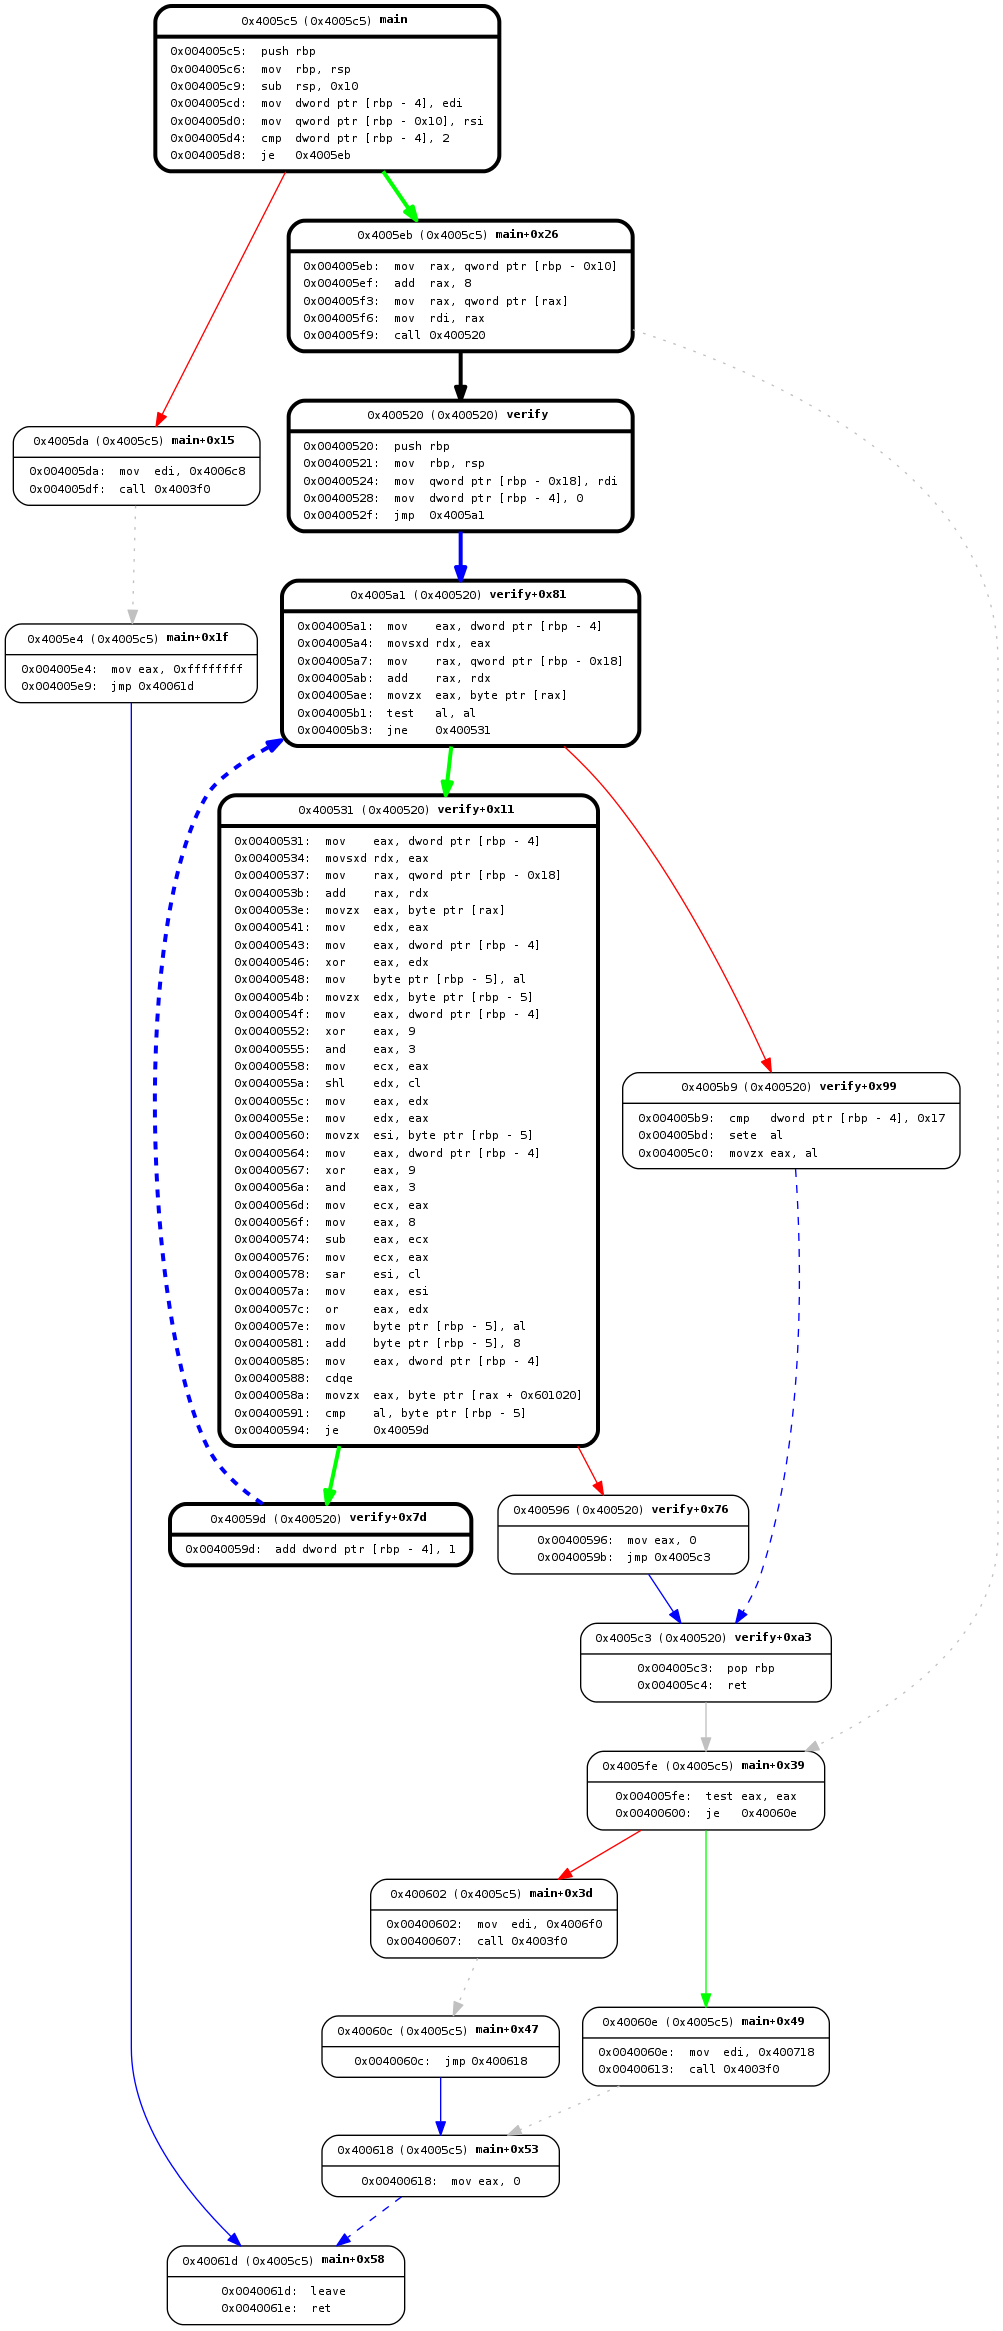 0x4005c5 (0x4005c5) main
0x004005c5: push rbp
0x004005c6: mov rbp, rsp
0x004005c9: sub rsp, 0x10
0x004005cd: mov dword ptr [rbp - 4], edi
0x004005d0: mov qword ptr [rbp - 0x10], rsi
0x004005d4: cmp dword ptr [rbp - 4], 2
0x004005d8: je 0x4005eb
0x4005eb (0x4005c5) main+0x26
0x004005eb: mov rax, qword ptr [rbp - 0x10]
0x004005ef: add rax, 8
0x004005f3: mov rax, qword ptr [rax]
0x004005f6: mov rdi, rax
0x004005f9: call 0x400520
0x400520 (0x400520) verify
0x00400520: push rbp
0x00400521: mov rbp, rsp
0x00400524: mov qword ptr [rbp - 0x18], rdi
0x00400528: mov dword ptr [rbp - 4], 0
0x0040052f: jmp 0x4005a1
0x4005da (0x4005c5) main+0x15
0x004005da: mov edi, 0x4006c8
0x004005df: call 0x4003f0
0x4005e4 (0x4005c5) main+0x1f
0x004005e4: mov eax, 0xffffffff
0x004005e9: jmp 0x40061d
0x4005a1 (0x400520) verify+0x81
0x004005a1: mov eax, dword ptr [rbp - 4]
0x004005a4: movsxd rdx, eax
0x004005a7: mov rax, qword ptr [rbp - 0x18]
0x004005ab: add rax, rdx
0x004005ae: movzx eax, byte ptr [rax]
0x004005b1: test al, al
0x004005b3: jne 0x400531
0x400531 (0x400520) verify+0x11
0x00400531: mov eax, dword ptr [rbp - 4]
0x00400534: movsxd rdx, eax
0x00400537: mov rax, qword ptr [rbp - 0x18]
0x0040053b: add rax, rdx
0x0040053e: movzx eax, byte ptr [rax]
0x00400541: mov edx, eax
0x00400543: mov eax, dword ptr [rbp - 4]
0x00400546: xor eax, edx
0x00400548: mov byte ptr [rbp - 5], al
0x0040054b: movzx edx, byte ptr [rbp - 5]
0x0040054f: mov eax, dword ptr [rbp - 4]
0x00400552: xor eax, 9
0x00400555: and eax, 3
0x00400558: mov ecx, eax
0x0040055a: shl edx, cl
0x0040055c: mov eax, edx
0x0040055e: mov edx, eax
0x00400560: movzx esi, byte ptr [rbp - 5]
0x00400564: mov eax, dword ptr [rbp - 4]
0x00400567: xor eax, 9
0x0040056a: and eax, 3
0x0040056d: mov ecx, eax
0x0040056f: mov eax, 8
0x00400574: sub eax, ecx
0x00400576: mov ecx, eax
0x00400578: sar esi, cl
0x0040057a: mov eax, esi
0x0040057c: or eax, edx
0x0040057e: mov byte ptr [rbp - 5], al
0x00400581: add byte ptr [rbp - 5], 8
0x00400585: mov eax, dword ptr [rbp - 4]
0x00400588: cdqe
0x0040058a: movzx eax, byte ptr [rax + 0x601020]
0x00400591: cmp al, byte ptr [rbp - 5]
0x00400594: je 0x40059d
0x4005b9 (0x400520) verify+0x99
0x004005b9: cmp dword ptr [rbp - 4], 0x17
0x004005bd: sete al
0x004005c0: movzx eax, al
0x40059d (0x400520) verify+0x7d
0x0040059d: add dword ptr [rbp - 4], 1
0x400596 (0x400520) verify+0x76
0x00400596: mov eax, 0
0x0040059b: jmp 0x4005c3
0x4005c3 (0x400520) verify+0xa3
0x004005c3: pop rbp
0x004005c4: ret
0x4005fe (0x4005c5) main+0x39
0x004005fe: test eax, eax
0x00400600: je 0x40060e
0x400602 (0x4005c5) main+0x3d
0x00400602: mov edi, 0x4006f0
0x00400607: call 0x4003f0
0x40060c (0x4005c5) main+0x47
0x0040060c: jmp 0x400618
0x40060e (0x4005c5) main+0x49
0x0040060e: mov edi, 0x400718
0x00400613: call 0x4003f0
0x400618 (0x4005c5) main+0x53
0x00400618: mov eax, 0
0x40061d (0x4005c5) main+0x58
0x0040061d: leave
0x0040061e: ret